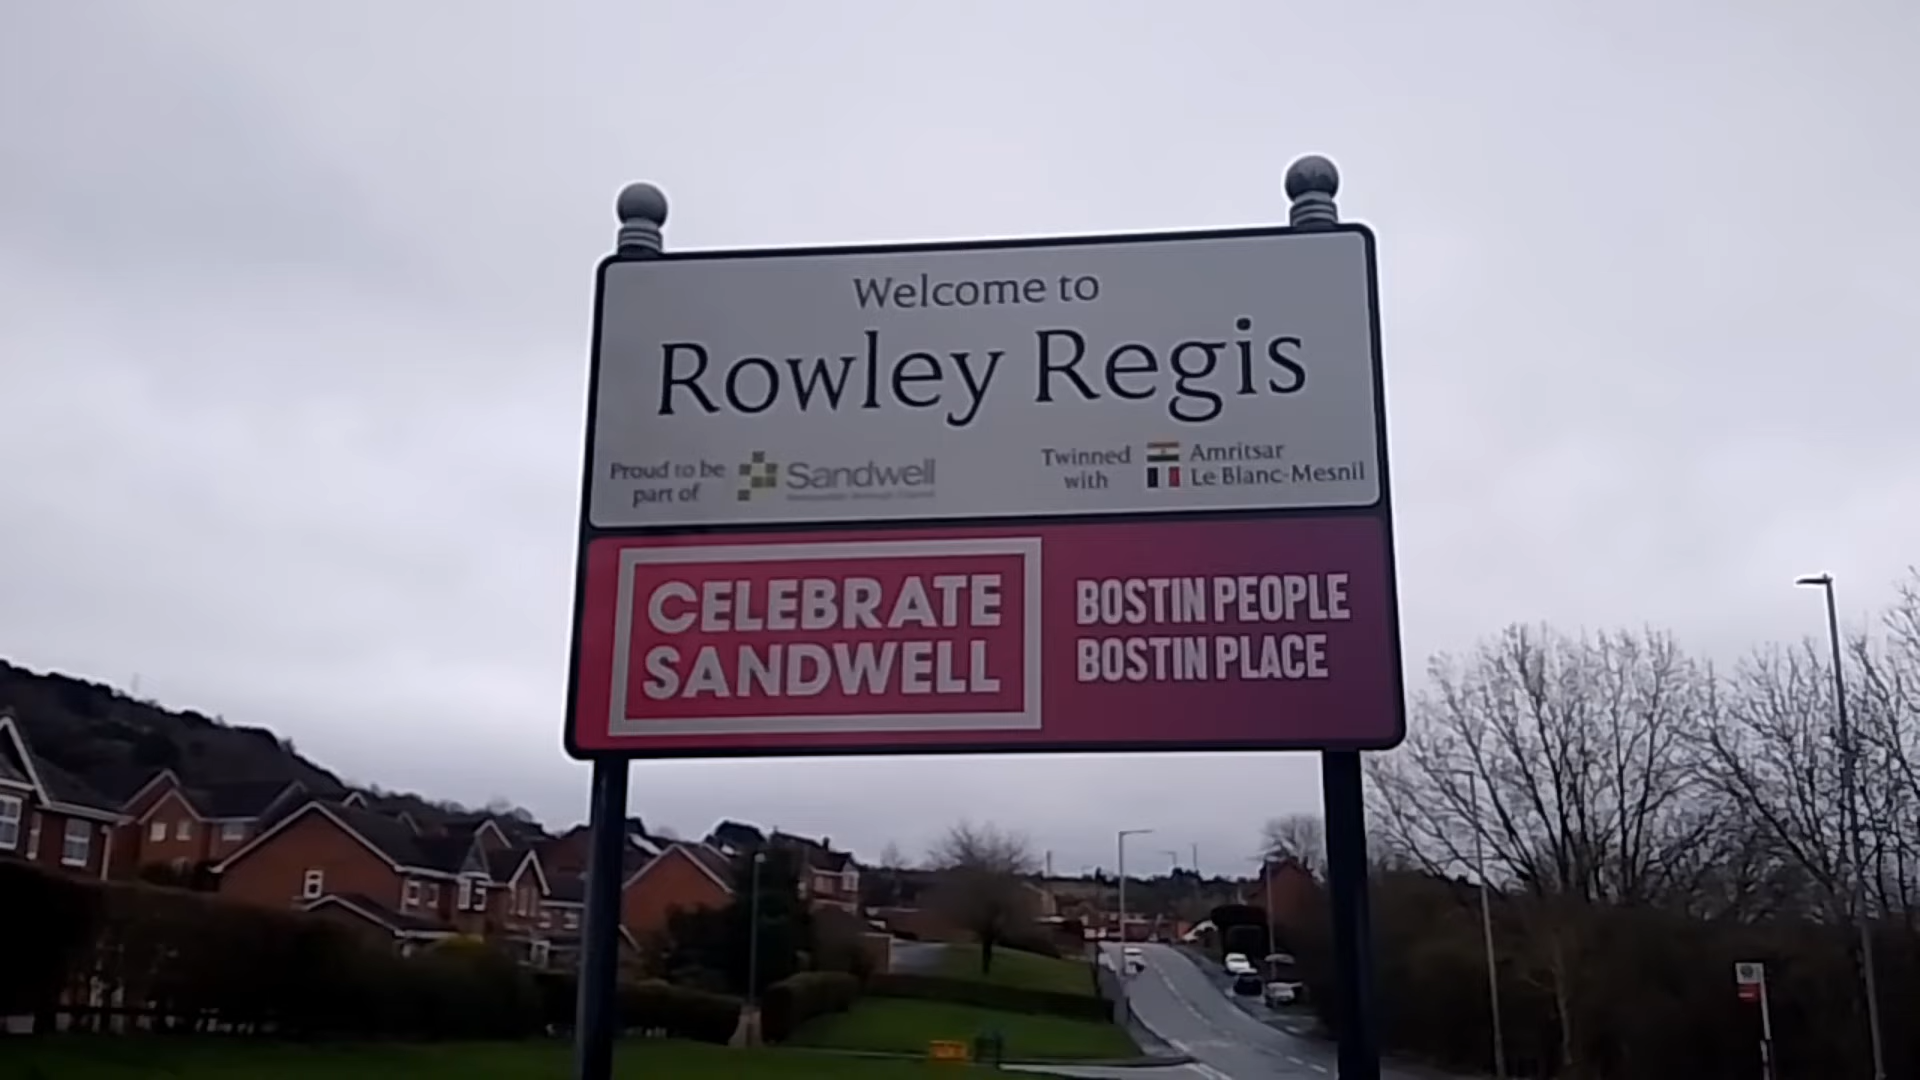 Welcome to
Rowley Regis
Proud to be
part of
Sandwell
Twinned
with
Amritsar
Le Blanc-Mesnil
CELEBRATE
SANDWELL
BOSTIN PEOPLE
BOSTIN PLACE